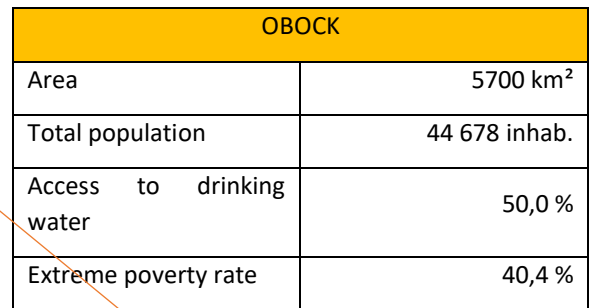 OBOCK
Area 5700 km²
Total population 44 678 inhab.
Access to drinking
water 50,0 %
Extreme poverty rate 40,4 %